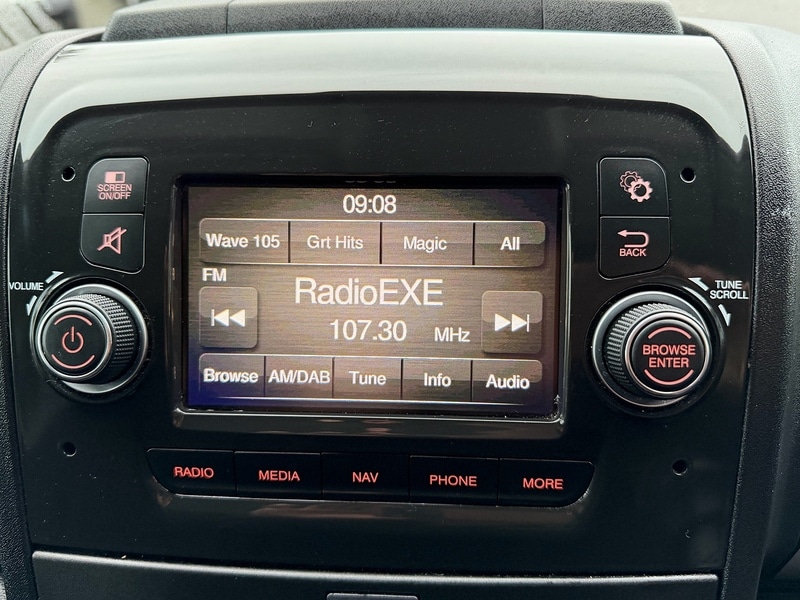 SCREEN
ON/OFF
VOLUME
09:08
Wave 105 Grt Hits Magic All
FM
RadioEXE
107.30 MHz
Browse AM/DAB Tune Info Audio
BACK
TUNE
SCROLL
BROWSE
ENTER
RADIO MEDIA NAV PHONE MORE